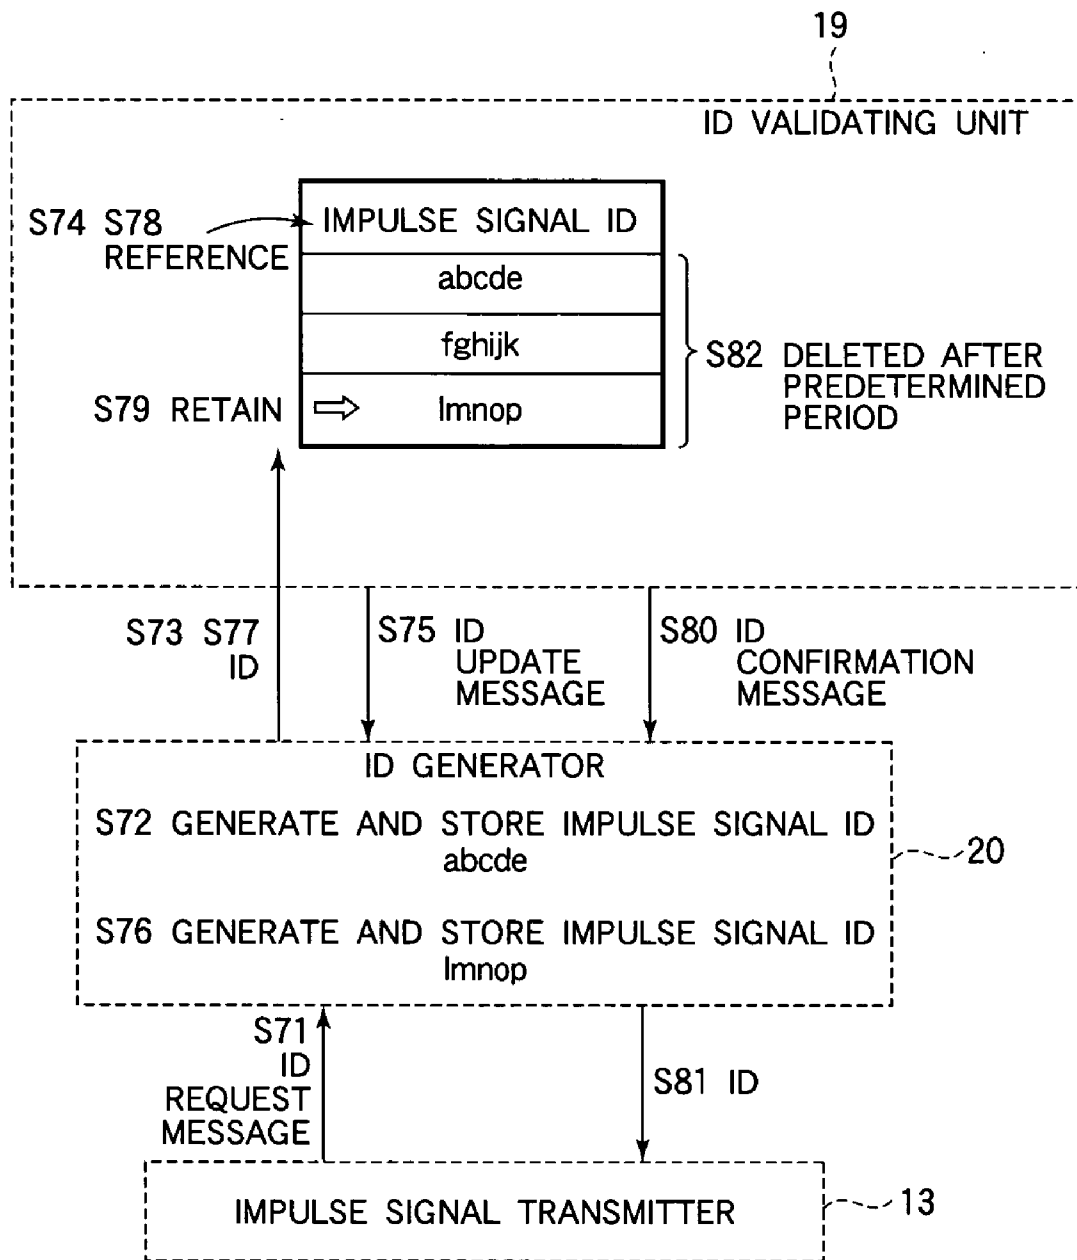 19
ID VALIDATING UNIT
IMPULSE SIGNAL ID
S74 S78
REFERENCE
abcde
fghijk
S79 RETAIN
lmnop
S82 DELETED AFTER
PREDETERMINED
PERIOD
S73 S77
ID
S75 ID
UPDATE
MESSAGE
S80 ID
CONFIRMATION
MESSAGE
ID GENERATOR
S72 GENERATE AND STORE IMPULSE SIGNAL ID
abcde
20
S76 GENERATE AND STORE IMPULSE SIGNAL ID
lmnop
S71
ID
REQUEST
MESSAGE
S81 ID
IMPULSE SIGNAL TRANSMITTER
13